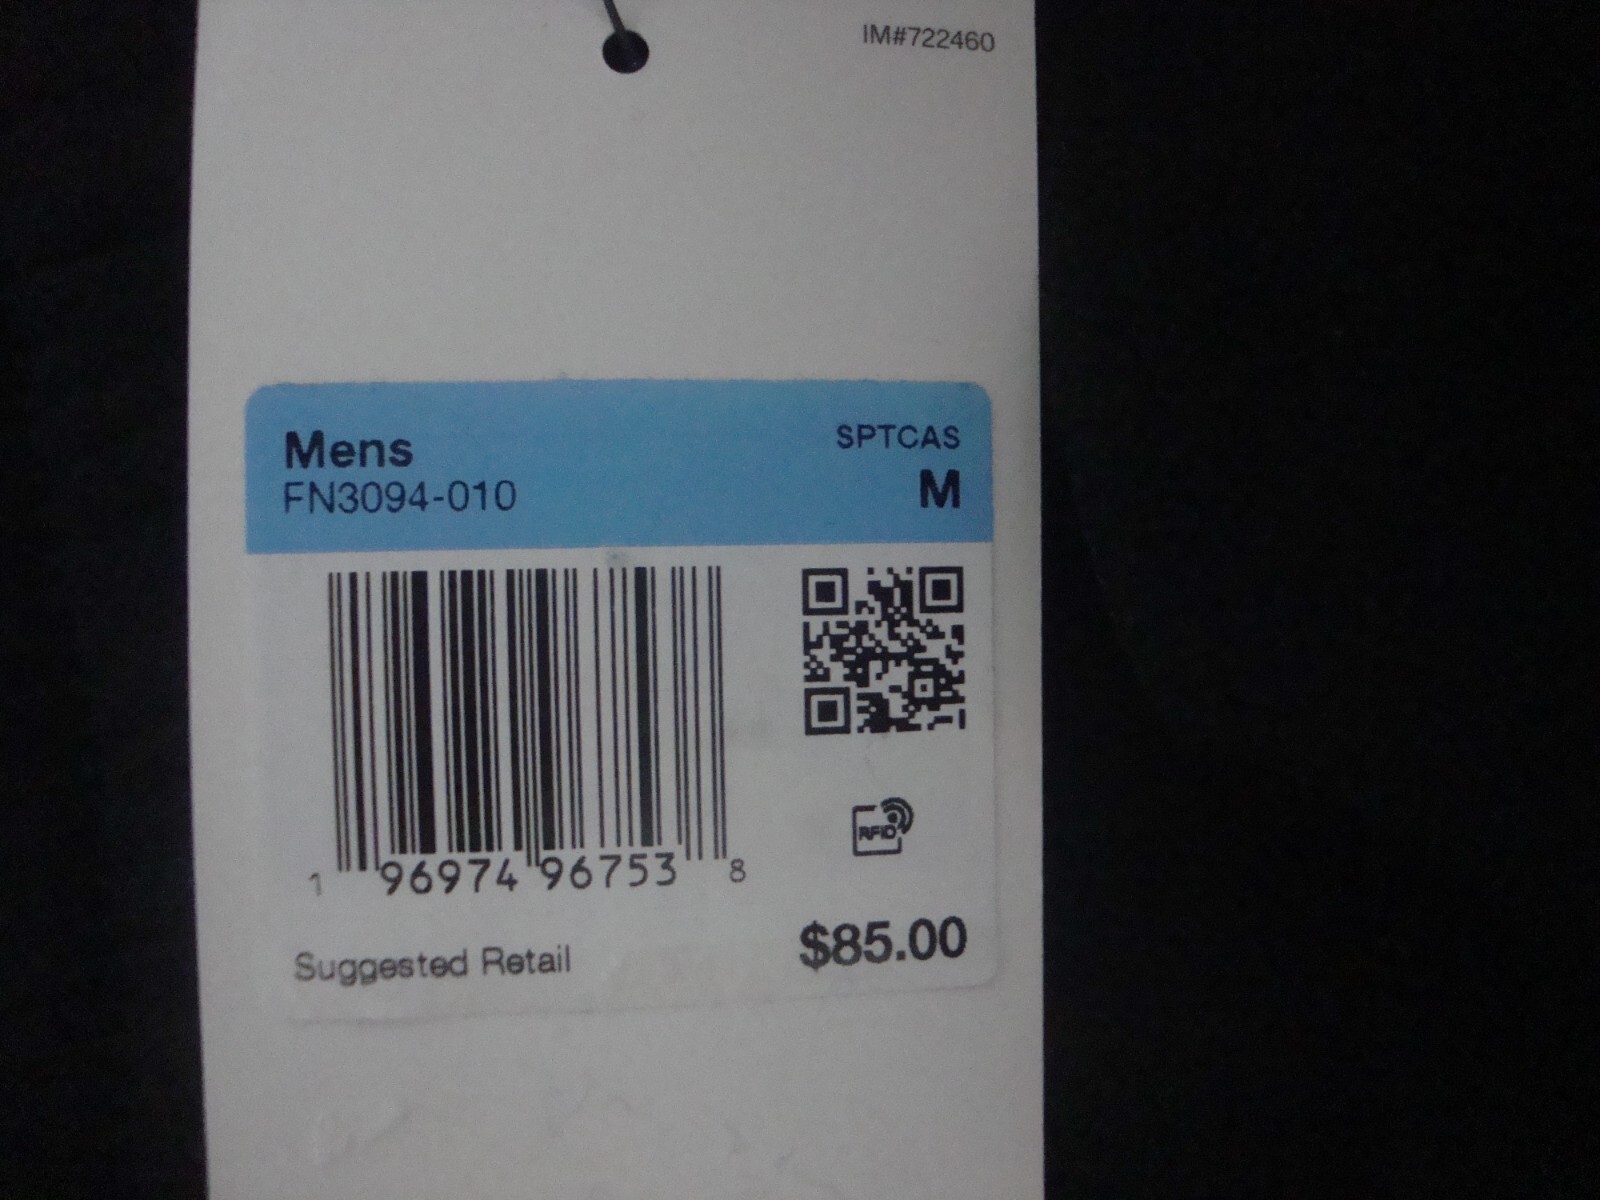 IM#722460
Mens
SPTCAS
FN3094-010
M
1 96974 96753 8
RFID
Suggested Retail
$85.00